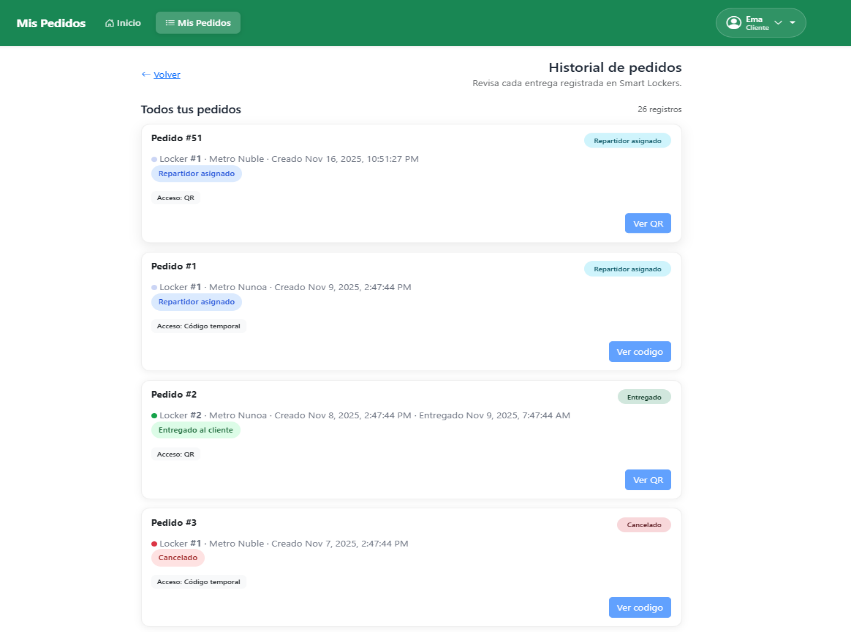 Mis Pedidos
Inicio
Mis Pedidos
Ema
Cliente
Volver
Historial de pedidos
Revisa cada entrega registrada en Smart Lockers.
Todos tus pedidos
26 registros
Pedido #51
Repartidor asignado
Locker #1 · Metro Nuble · Creado Nov 16, 2025, 10:51:27 PM
Repartidor asignado
Acceso: QR
Ver QR
Pedido #1
Repartidor asignado
Locker #1 · Metro Nunoa · Creado Nov 9, 2025, 2:47:44 PM
Repartidor asignado
Acceso: Código temporal
Ver codigo
Pedido #2
Entregado
Locker #2 · Metro Nunoa · Creado Nov 8, 2025, 2:47:44 PM · Entregado Nov 9, 2025, 7:47:44 AM
Entregado al cliente
Acceso: QR
Ver QR
Pedido #3
Cancelado
Locker #1 · Metro Nuble · Creado Nov 7, 2025, 2:47:44 PM
Cancelado
Acceso: Código temporal
Ver codigo